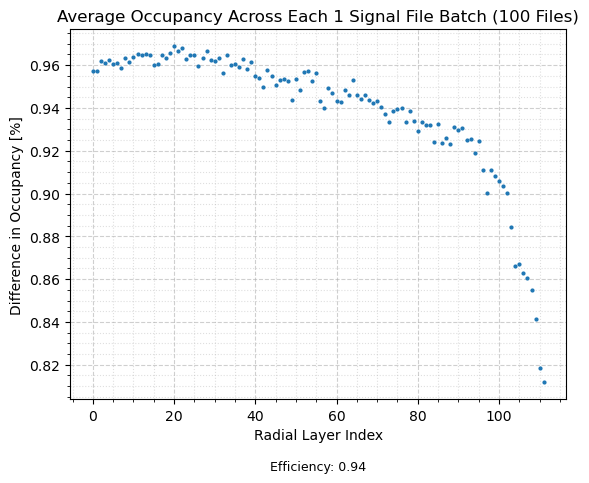 Average Occupancy Across Each 1 Signal File Batch (100 Files)
Difference in Occupancy [%]
0.96
0.94
0.92
0.90
0.88
0.86
0.84
0.82
0 20 40 60 80 100
Radial Layer Index
Efficiency: 0.94